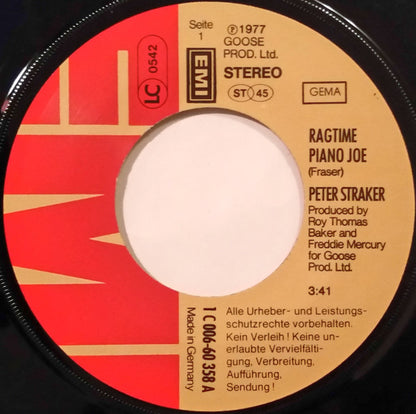 Seite
1
℗ 1977
GOOSE
PROD. Ltd.
LC 0542
EMI
STEREO
ST 45
GEMA
RAGTIME
PIANO JOE
(Fraser)
PETER STRAKER
Produced by
Roy Thomas
Baker and
Freddie Mercury
for Goose
Prod. Ltd.
3:41
1 C 006-60 358 A
Made in Germany
Alle Urheber- und Leistungs-
schutzrechte vorbehalten.
Kein Verleih! Keine un-
erlaubte Vervielfälti-
gung, Verbreitung,
Aufführung,
Sendung!